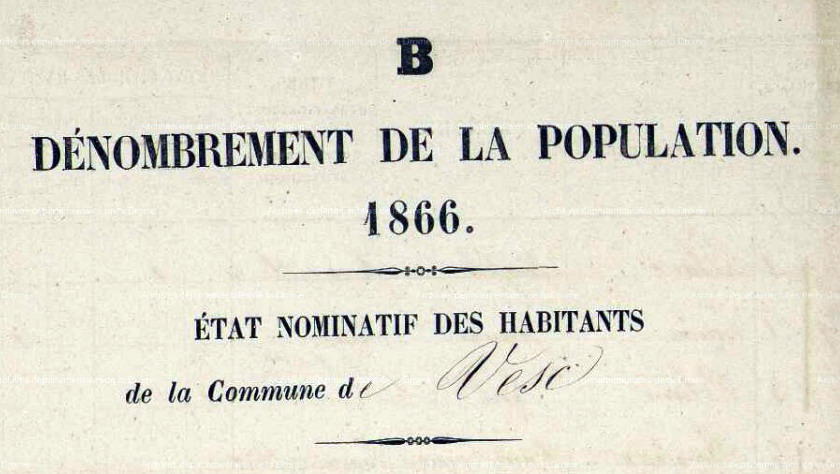 B
DÉNOMBREMENT DE LA POPULATION.
1866.
ÉTAT NOMINATIF DES HABITANTS
de la Commune de Vesc